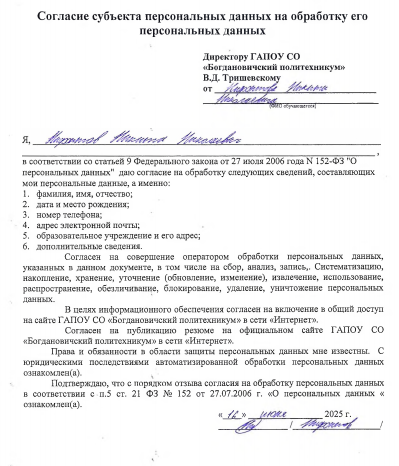 Согласие субъекта персональных данных на обработку его
персональных данных
Директору ГАПОУ СО
«Богдановичский политехникум»
В.Д. Тришевскому
от Никита
Николаевич
(ФИО обучающегося)
Я, Никита Николаевич
в соответствии со статьей 9 Федерального закона от 27 июля 2006 года N 152-ФЗ "О
персональных данных" даю согласие на обработку следующих сведений, составляющих
мои персональные данные, а именно:
1. фамилия, имя, отчество;
2. дата и место рождения;
3. номер телефона;
4. адрес электронной почты;
5. образовательное учреждение и его адрес;
6. дополнительные сведения.
Согласен на совершение оператором обработки персональных данных,
указанных в данном документе, в том числе на сбор, анализ, запись,. Систематизацию,
накопление, хранение, уточнение (обновление, изменение), извлечение, использование,
распространение, обезличивание, блокирование, удаление, уничтожение персональных
данных.
В целях информационного обеспечения согласен на включение в общий доступ
на сайте ГАПОУ СО «Богдановичский политехникум» в сети «Интернет».
Согласен на публикацию резюме на официальном сайте ГАПОУ СО
«Богдановичский политехникум» в сети «Интернет».
Права и обязанности в области защиты персональных данных мне известны. С
юридическими последствиями автоматизированной обработки персональных данных
ознакомлен(а).
Подтверждаю, что с порядком отзыва согласия на обработку персональных данных
в соответствии с п.5 ст. 21 ФЗ № 152 от 27.07.2006 г. «О персональных данных «
ознакомлен(а).
« 12 » 2025 г.
/ /